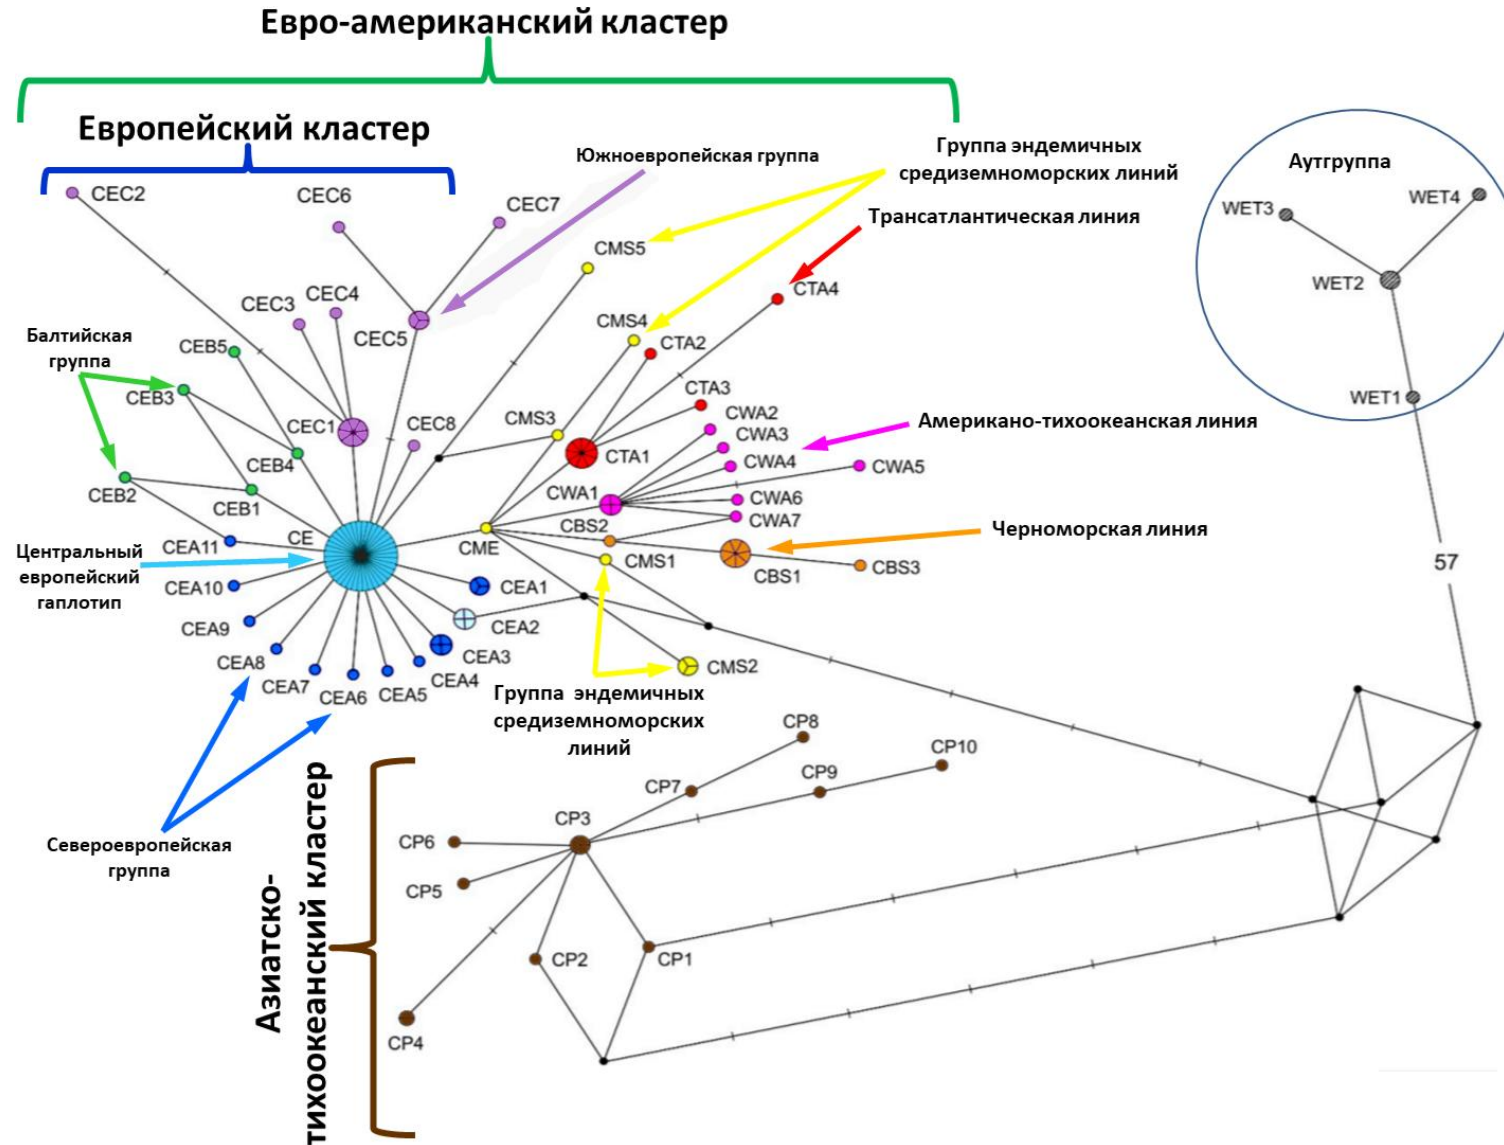 Евро-американский кластер
Европейский кластер
Южноевропейская группа
Группа эндемичных
средиземноморских линий
Трансатлантическая линия
Аутгруппа
WET3
WET4
WET2
WET1
CEC2
CEC6
CEC7
CMS5
CTA4
CEC3
CEC4
CEC5
CMS4
CTA2
Балтийская
группа
CEB5
CEB3
CTA3
CEC1
CEC8
CMS3
CWA2
CWA3
Американо-тихоокеанская линия
CEB4
CTA1
CWA4
CWA5
CEB2
CEB1
CWA1
CWA6
CWA7
CE
CBS2
Черноморская линия
CEA11
CME
CMS1
CBS1
CBS3
57
Центральный
европейский
гаплотип
CEA10
CEA1
CEA9
CEA2
CEA8
CEA3
CEA7
CEA6
CEA5
CEA4
CMS2
Группа эндемичных
средиземноморских
линий
CP8
CP10
CP7
CP9
CP3
CP6
CP5
Североевропейская
группа
CP2
CP1
CP4
Азиатско-
тихоокеанский кластер